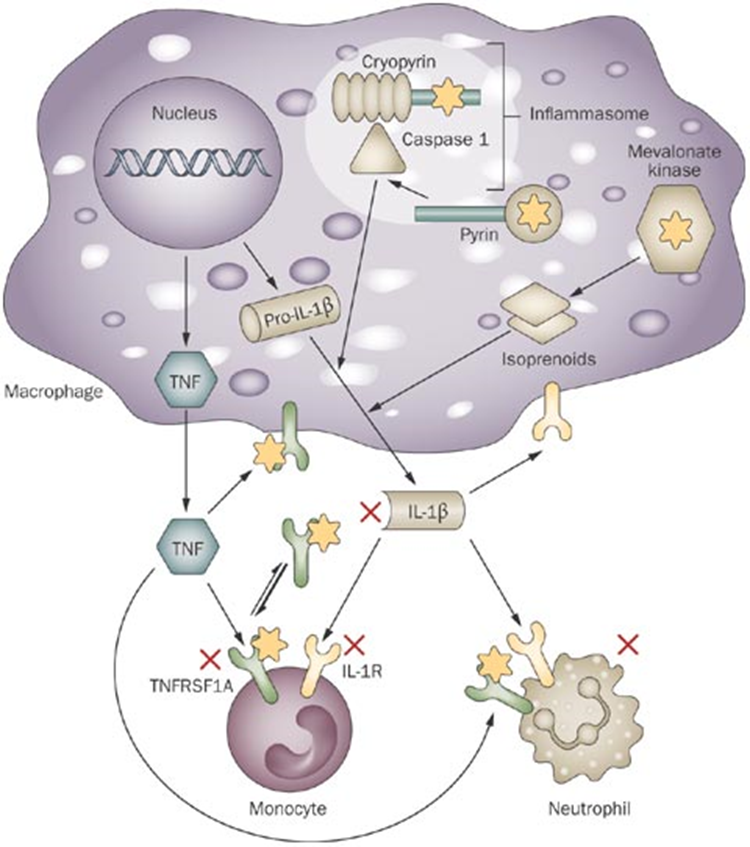 Cryopyrin
Nucleus
Inflammasome
Caspase 1
Mevalonate
kinase
Pyrin
Pro-IL-1β
Isoprenoids
TNF
Macrophage
IL-1β
TNF
TNFRSF1A
IL-1R
Monocyte
Neutrophil